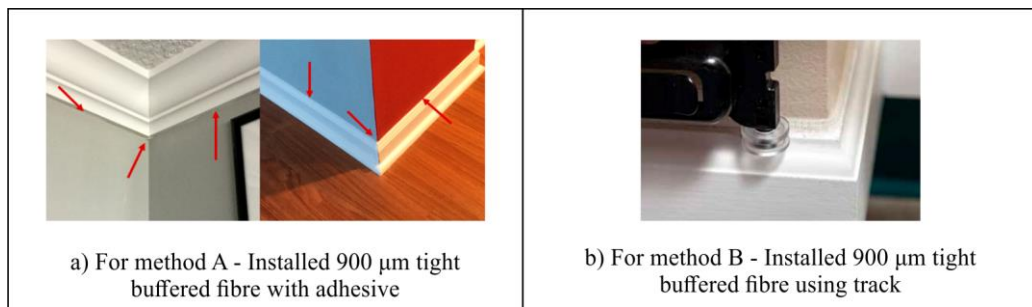 a) For method A - Installed 900 μm tight
buffered fibre with adhesive
b) For method B - Installed 900 μm tight
buffered fibre using track